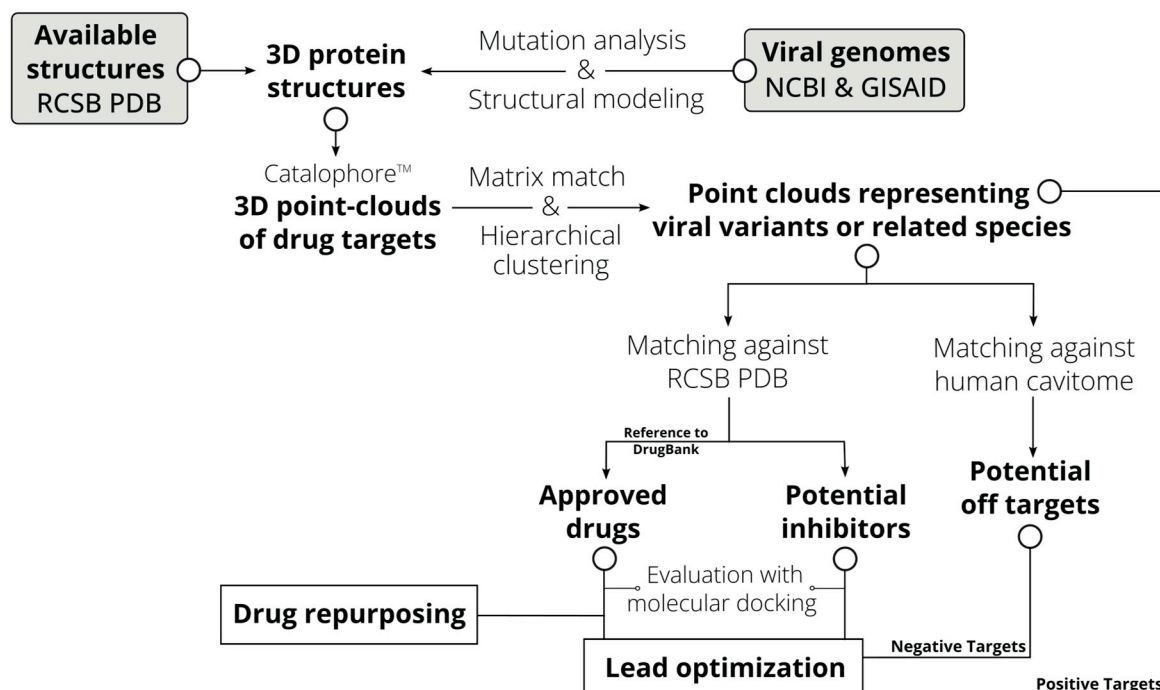 Available
structures
RCSB PDB
3D protein
structures
Mutation analysis
&
Structural modeling
Viral genomes
NCBI & GISAID
Catalophore™
3D point-clouds
of drug targets
Matrix match
&
Hierarchical
clustering
Point clouds representing
viral variants or related species
Matching against
RCSB PDB
Matching against
human cavitome
Reference to
DrugBank
Approved
drugs
Potential
inhibitors
Potential
off targets
Evaluation with
molecular docking
Drug repurposing
Lead optimization
Negative Targets
Positive Targets